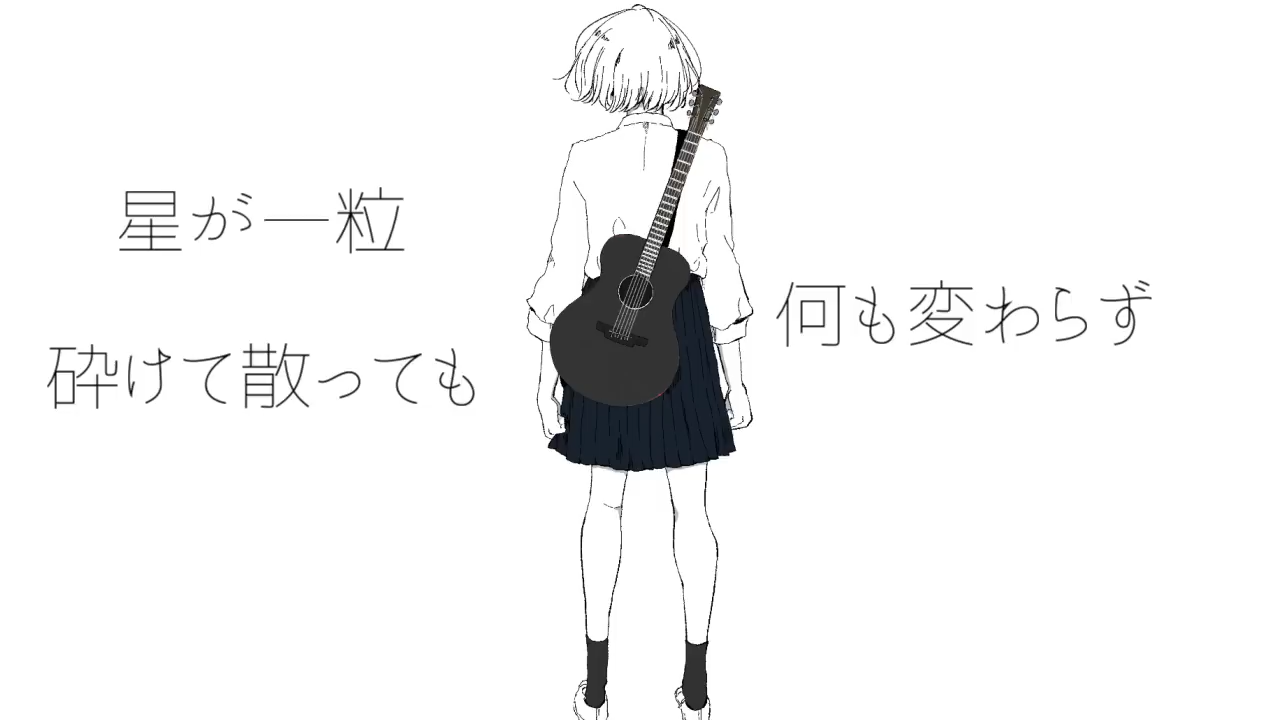 星が一粒
砕けて散っても
何も変わらず